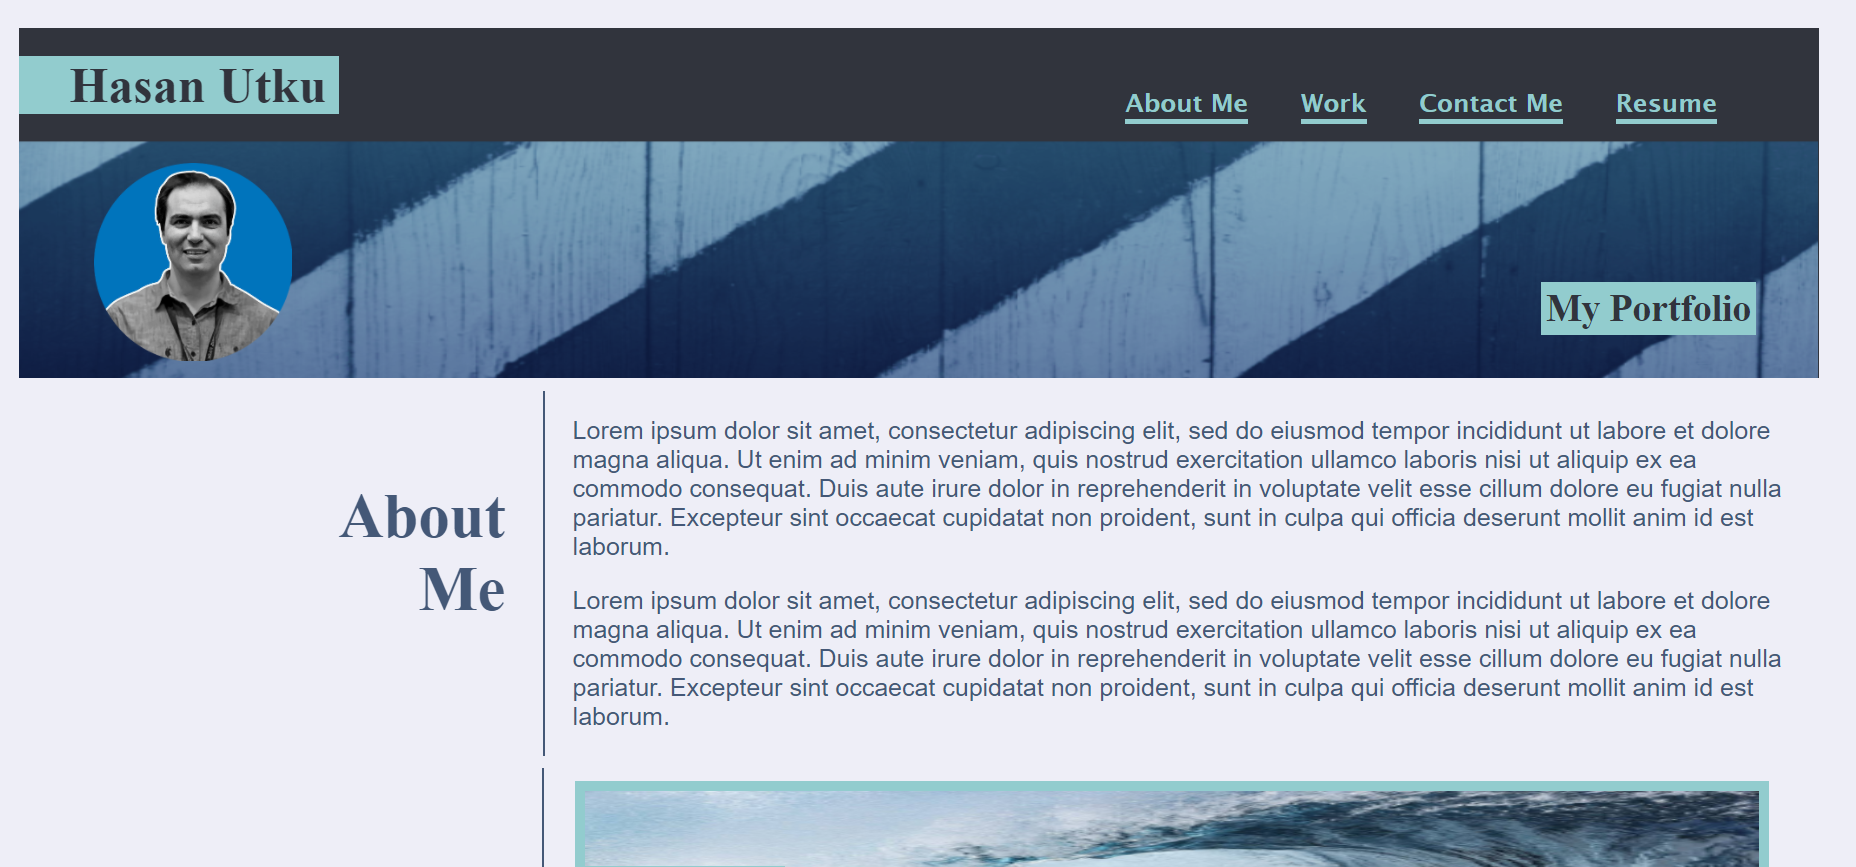 Hasan Utku
About Me Work Contact Me Resume
My Portfolio
About
Me
Lorem ipsum dolor sit amet, consectetur adipiscing elit, sed do eiusmod tempor incididunt ut labore et dolore
magna aliqua. Ut enim ad minim veniam, quis nostrud exercitation ullamco laboris nisi ut aliquip ex ea
commodo consequat. Duis aute irure dolor in reprehenderit in voluptate velit esse cillum dolore eu fugiat nulla
pariatur. Excepteur sint occaecat cupidatat non proident, sunt in culpa qui officia deserunt mollit anim id est
laborum.
Lorem ipsum dolor sit amet, consectetur adipiscing elit, sed do eiusmod tempor incididunt ut labore et dolore
magna aliqua. Ut enim ad minim veniam, quis nostrud exercitation ullamco laboris nisi ut aliquip ex ea
commodo consequat. Duis aute irure dolor in reprehenderit in voluptate velit esse cillum dolore eu fugiat nulla
pariatur. Excepteur sint occaecat cupidatat non proident, sunt in culpa qui officia deserunt mollit anim id est
laborum.